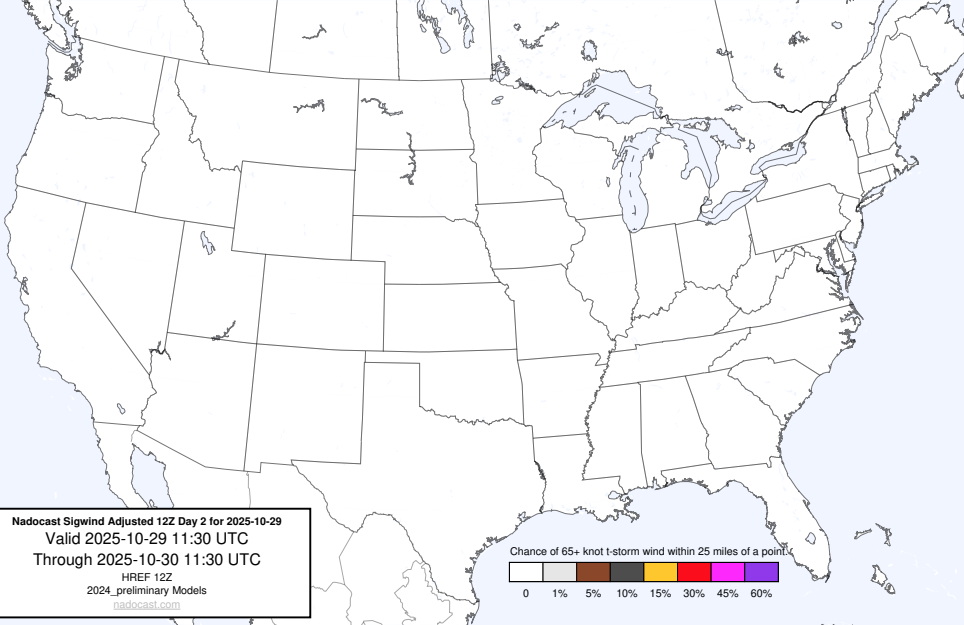 Nadocast Sigwind Adjusted 12Z Day 2 for 2025-10-29
Valid 2025-10-29 11:30 UTC
Through 2025-10-30 11:30 UTC
HREF 12Z
2024_preliminary Models
nadocast.com
Chance of 65+ knot t-storm wind within 25 miles of a point.
0 1% 5% 10% 15% 30% 45% 60%